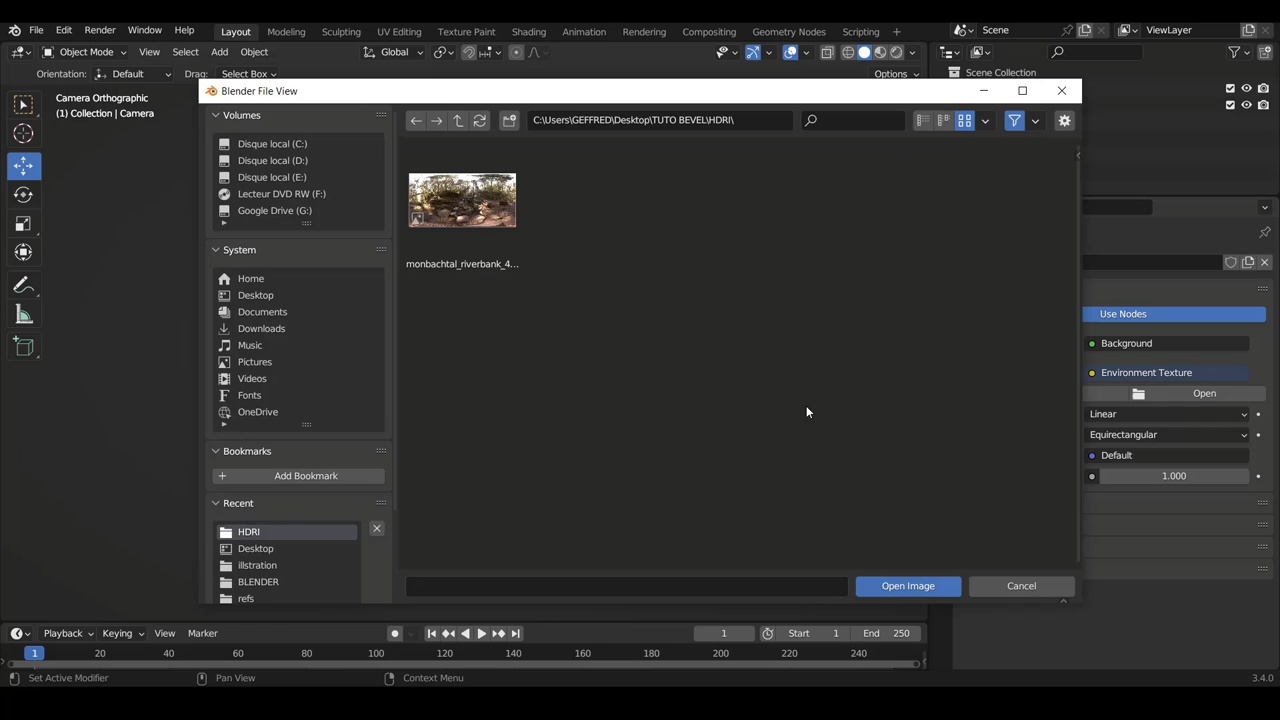 File Edit Render Window Help Layout Modeling Sculpting UV Editing Texture Paint Shading Animation Rendering Compositing Geometry Nodes Scripting Scene ViewLayer
Object Mode View Select Add Object Global
Orientation: Default Drag: Select Box Options Scene Collection
Camera Orthographic
(1) Collection | Camera
Blender File View
Volumes
Disque local (C:)
Disque local (D:)
Disque local (E:)
Lecteur DVD RW (F:)
Google Drive (G:)
System
Home
Desktop
Documents
Downloads
Music
Pictures
Videos
Fonts
OneDrive
Bookmarks
Add Bookmark
Recent
HDRI
Desktop
illstration
BLENDER
refs
C:\Users\GEFFRED\Desktop\TUTO BEVEL\HDRI\
monbachtal_riverbank_4...
Open Image Cancel
Use Nodes
Background
Environment Texture
Open
Linear
Equirectangular
Default
1.000
Playback Keying View Marker 1 Start 1 End 250
1 20 40 60 80 100 120 140 160 180 200 220 240
Set Active Modifier Pan View Context Menu 3.4.0